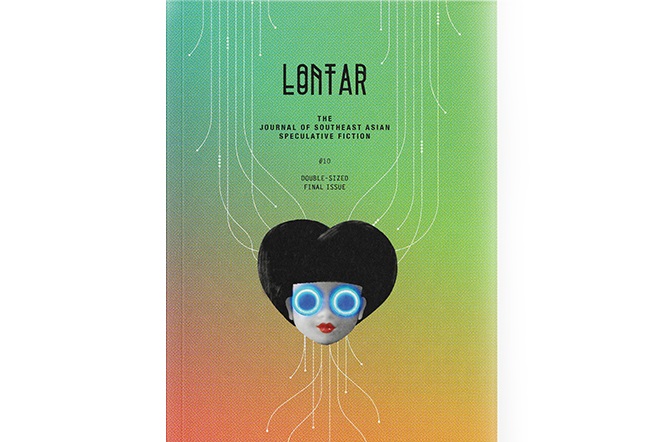 LONTAR
THE
JOURNAL OF SOUTHEAST ASIAN
SPECULATIVE FICTION
#10
DOUBLE-SIZED
FINAL ISSUE